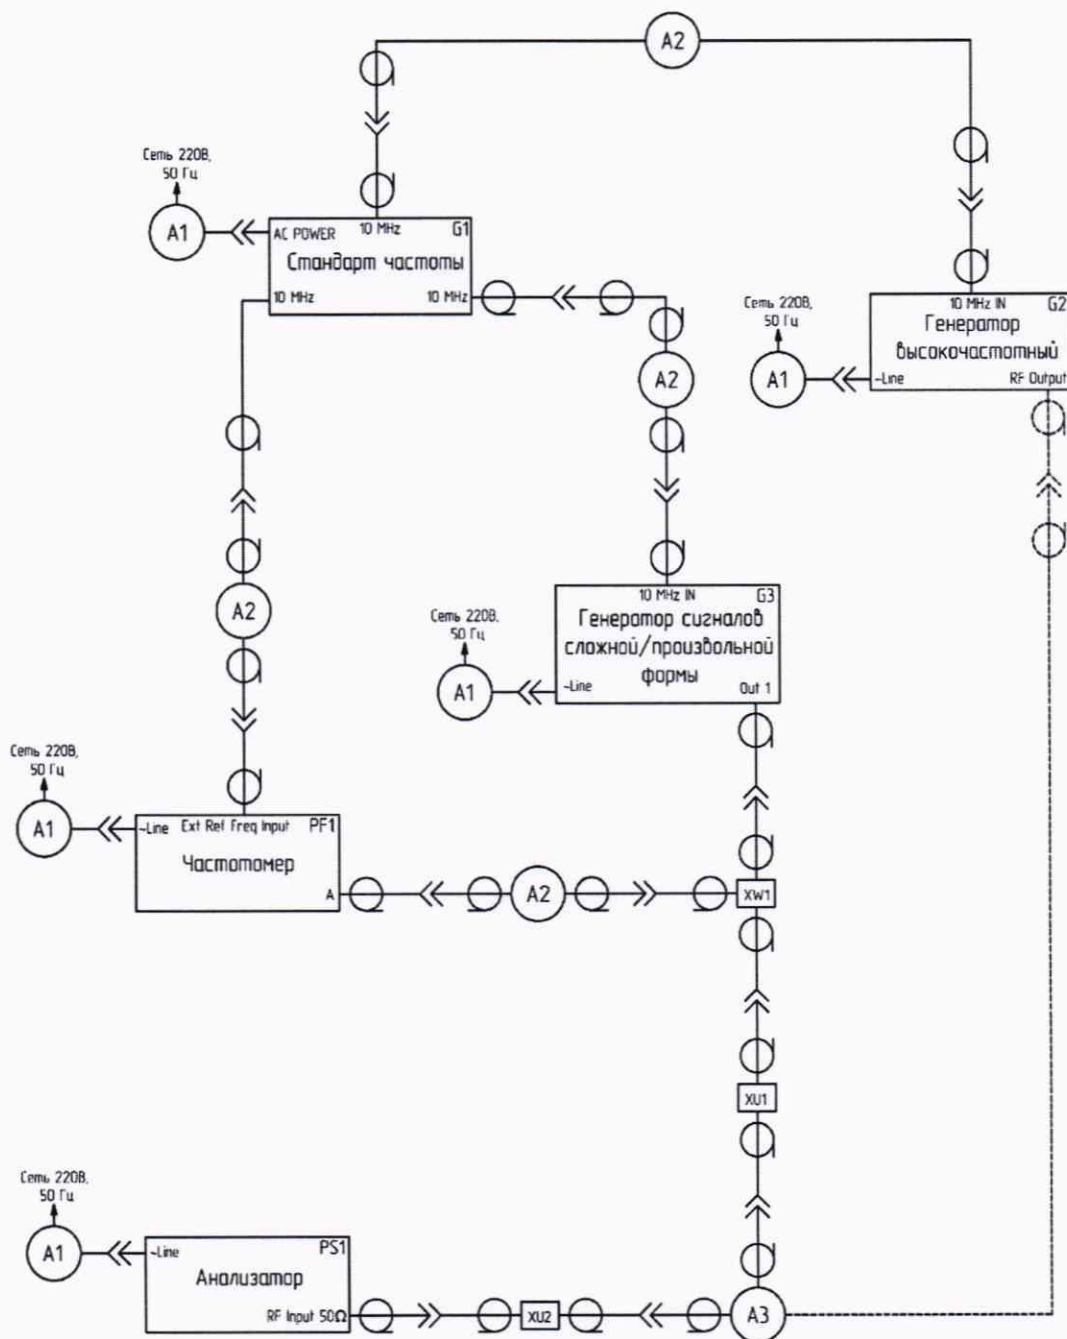 A2
Сеть 220В,
50 Гц
A1
AC POWER
10 MHz
G1
Стандарт частоты
10 MHz
10 MHz
Сеть 220В,
50 Гц
A1
10 MHz IN
G2
Генератор
высокочастотный
~Line
RF Output
A2
A2
Сеть 220В,
50 Гц
A1
10 MHz IN
G3
Генератор сигналов
сложной/произвольной
формы
~Line
Out 1
Сеть 220В,
50 Гц
A1
~Line
Ext Ref Freq Input
PF1
Частотомер
A
A2
XW1
XU1
Сеть 220В,
50 Гц
A1
~Line
PS1
Анализатор
RF Input 50Ω
XU2
A3